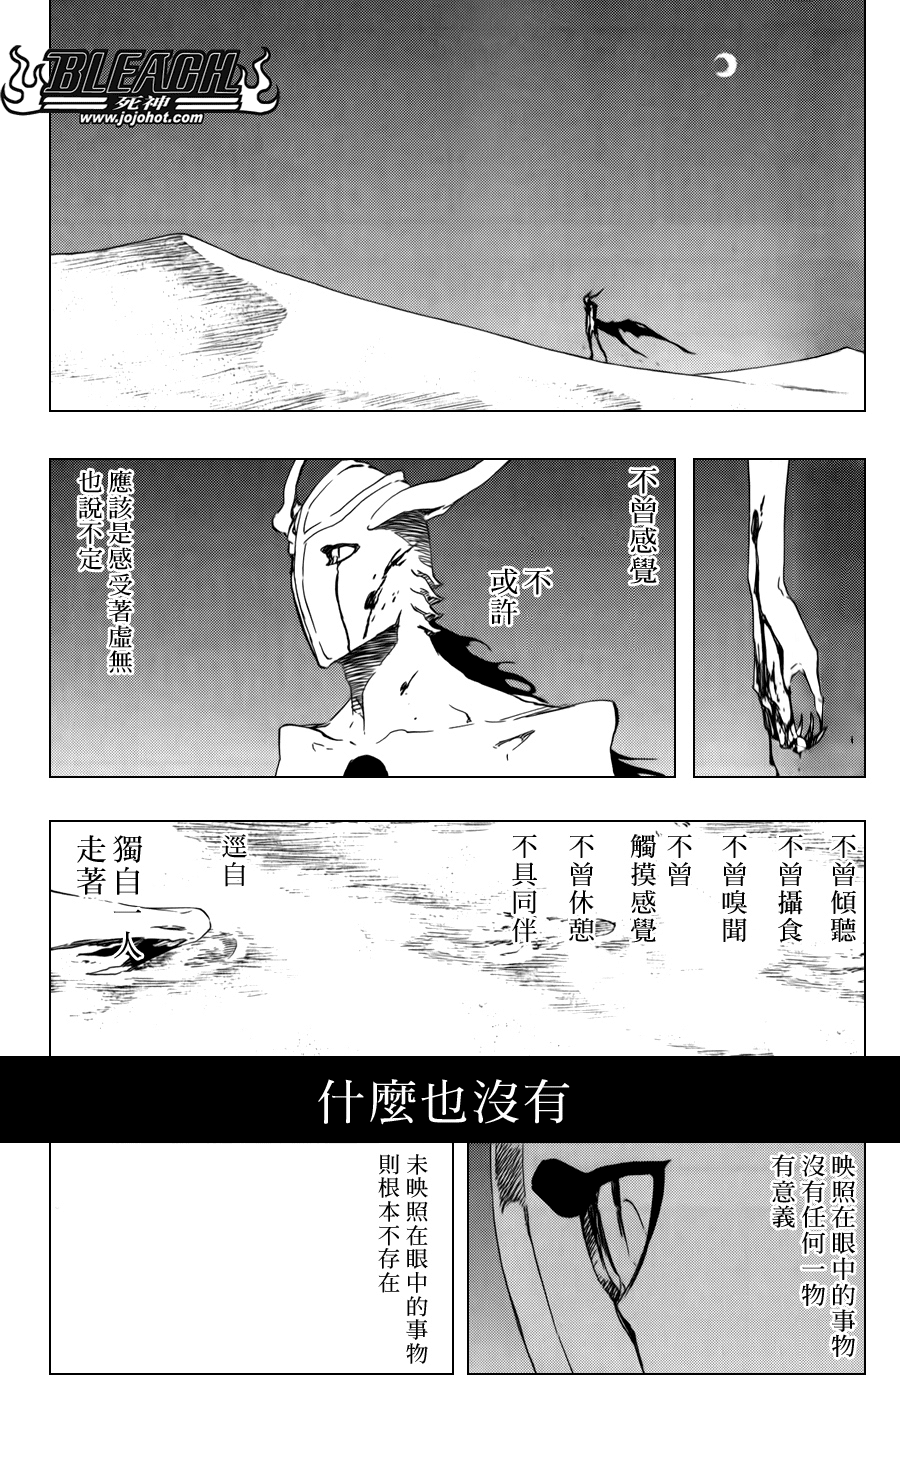 BLEACH
死神
www.jojohot.com
不曾感覺
不
或許
應該是感受著虛無
也說不定
不曾傾聽
不曾攝食
不曾嗅聞
不曾
觸摸感覺
不曾休憩
不具同伴
逕自
獨自一人
走著
什麼也沒有
映照在眼中的事物
沒有任何一物
有意義
未映照在眼中的事物
則根本不存在